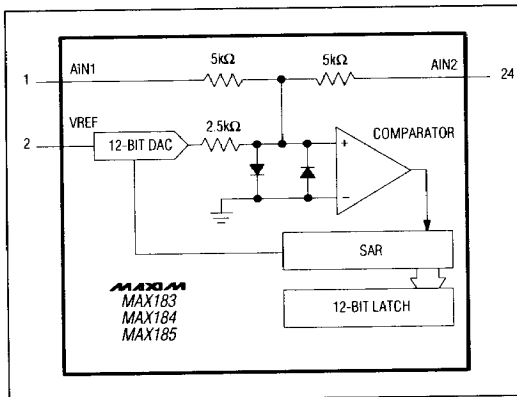 5kΩ 5kΩ
1 AIN1 AIN2 24
VREF 2.5kΩ
2 12-BIT DAC COMPARATOR
+
−
SAR
MAXIM
MAX183
MAX184
MAX185
12-BIT LATCH